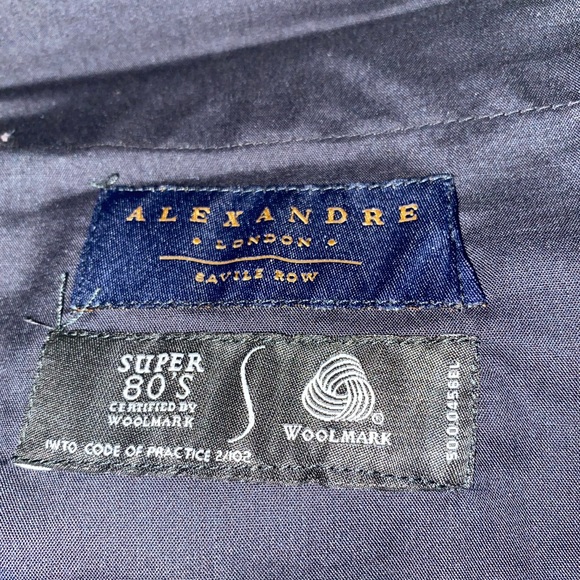 ALEXANDRE
• LONDON •
SAVILE ROW
SUPER
80'S
CERTIFIED BY
WOOLMARK
IWTO CODE OF PRACTICE 2/102
S
®
WOOLMARK